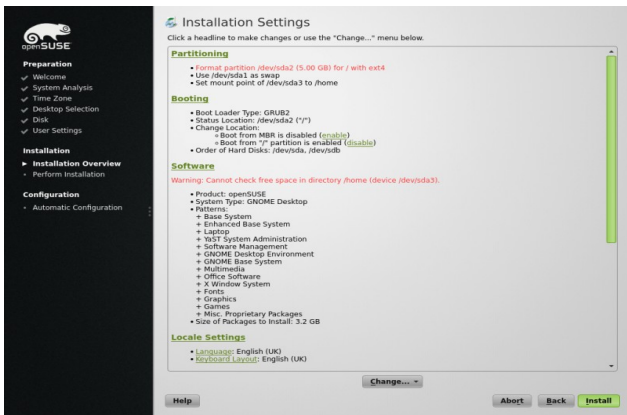 openSUSE
Preparation
Welcome
System Analysis
Time Zone
Desktop Selection
Disk
User Settings
Installation
Installation Overview
Perform Installation
Configuration
Automatic Configuration
Installation Settings
Click a headline to make changes or use the "Change..." menu below.
Partitioning
• Format partition /dev/sda2 (5.00 GB) for / with ext4
• Use /dev/sda1 as swap
• Set mount point of /dev/sda3 to /home
Booting
• Boot Loader Type: GRUB2
• Status Location: /dev/sda2 ("/")
• Change Location:
Boot from MBR is disabled (enable)
Boot from "/" partition is enabled (disable)
• Order of Hard Disks: /dev/sda, /dev/sdb
Software
Warning: Cannot check free space in directory /home (device /dev/sda3).
• Product: openSUSE
• System Type: GNOME Desktop
• Patterns:
+ Base System
+ Enhanced Base System
+ Laptop
+ YaST System Administration
+ Software Management
+ GNOME Desktop Environment
+ GNOME Base System
+ Multimedia
+ Office Software
+ X Window System
+ Fonts
+ Graphics
+ Games
+ Misc. Proprietary Packages
• Size of Packages to Install: 3.2 GB
Locale Settings
• Language: English (UK)
• Keyboard Layout: English (UK)
Change...
Help
Abort
Back
Install